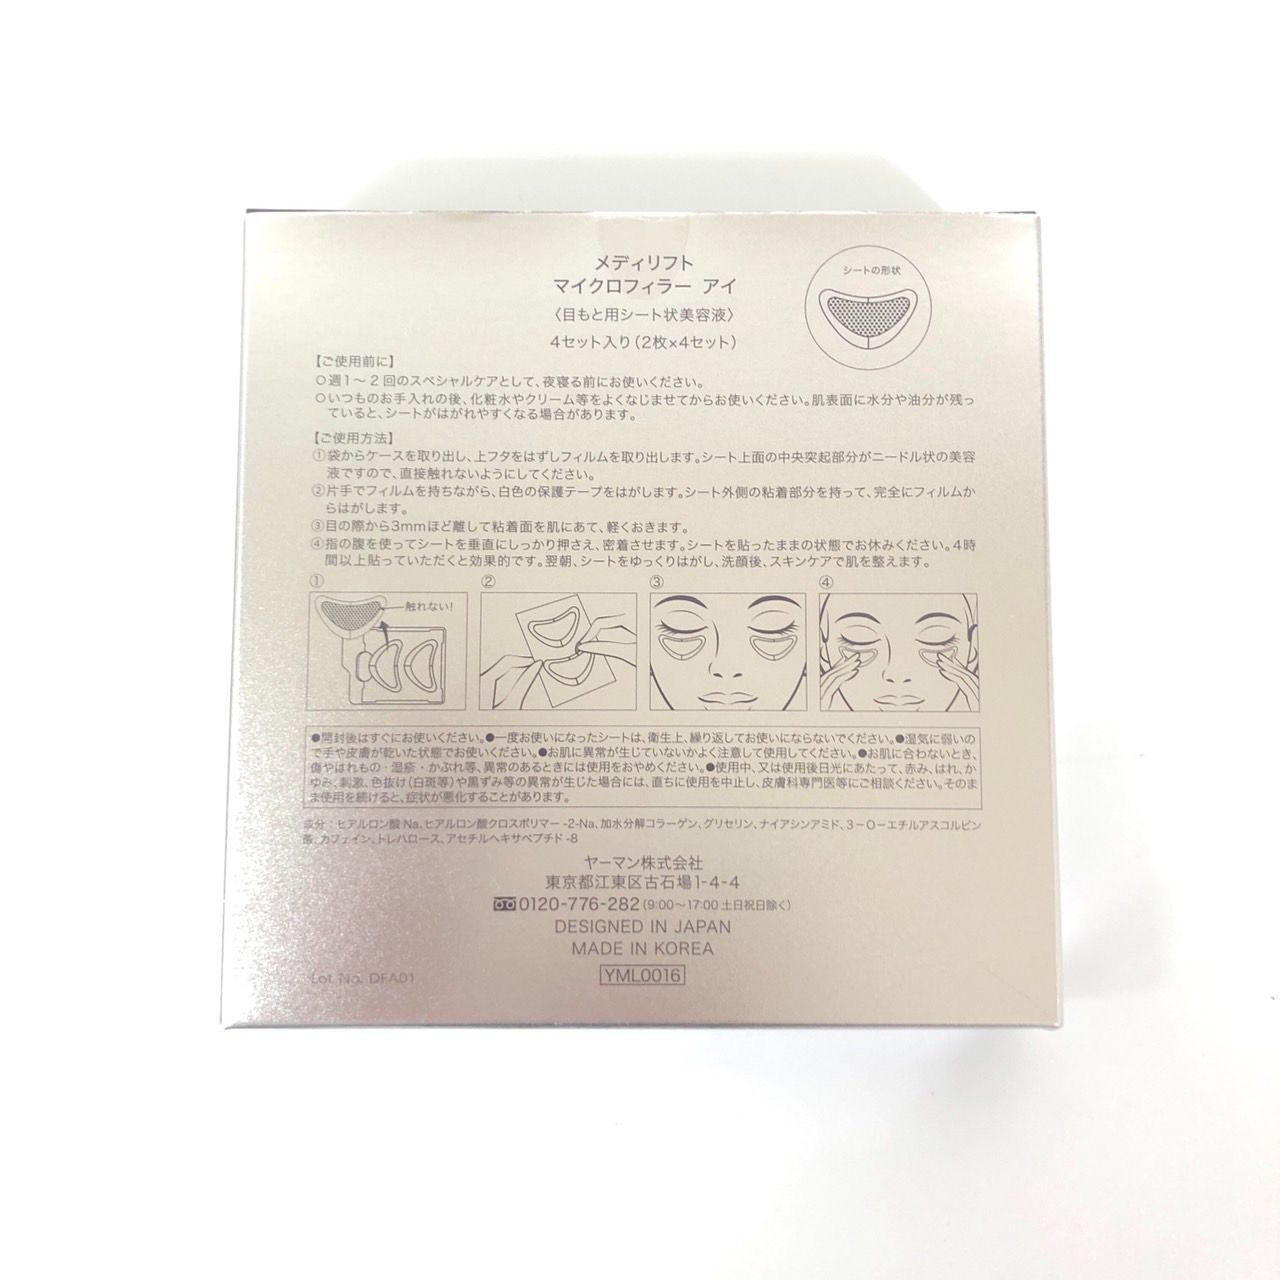 メディリフト
マイクロフィラー アイ
〈目もと用シート状美容液〉
4セット入り（2枚×4セット）
シートの形状
【ご使用前に】
○週1～2回のスペシャルケアとして、夜寝る前にお使いください。
○いつものお手入れの後、化粧水やクリーム等をよくなじませてからお使いください。肌表面に水分や油分が残っ
ていると、シートがはがれやすくなる場合があります。
【ご使用方法】
①袋からケースを取り出し、上フタをはずしフィルムを取り出します。シート上面の中央突起部分がニードル状の美容
液ですので、直接触れないようにしてください。
②片手でフィルムを持ちながら、白色の保護テープをはがします。シート外側の粘着部分を持って、完全にフィルムか
らはがします。
③目の際から3mmほど離して粘着面を肌にあて、軽くおきます。
④指の腹を使ってシートを垂直にしっかり押さえ、密着させます。シートを貼ったままの状態でお休みください。4時
間以上貼っていただくと効果的です。翌朝、シートをゆっくりはがし、洗顔後、スキンケアで肌を整えます。
① ② ③ ④
触れない！
●開封後はすぐにお使いください。●一度お使いになったシートは、衛生上、繰り返してお使いにならないでください。●湿気に弱いの
で手や皮膚が乾いた状態でお使いください。●お肌に異常が生じていないかよく注意して使用してください。●お肌に合わないとき、
傷やはれもの・湿疹・かぶれ等、異常のあるときには使用をおやめください。●使用中、又は使用後日光にあたって、赤み、はれ、か
ゆみ、刺激、色抜け（白斑等）や黒ずみ等の異常が生じた場合には、直ちに使用を中止し、皮膚科専門医等にご相談ください。そのま
ま使用を続けると、症状が悪化することがあります。
成分：ヒアルロン酸Na、ヒアルロン酸クロスポリマー-2-Na、加水分解コラーゲン、グリセリン、ナイアシンアミド、3－O－エチルアスコルビン
酸、カフェイン、トレハロース、アセチルヘキサペプチド-8
ヤーマン株式会社
東京都江東区古石場1-4-4
0120-776-282（9:00～17:00 土日祝日除く）
DESIGNED IN JAPAN
MADE IN KOREA
YML0016
Lot No. DFA01